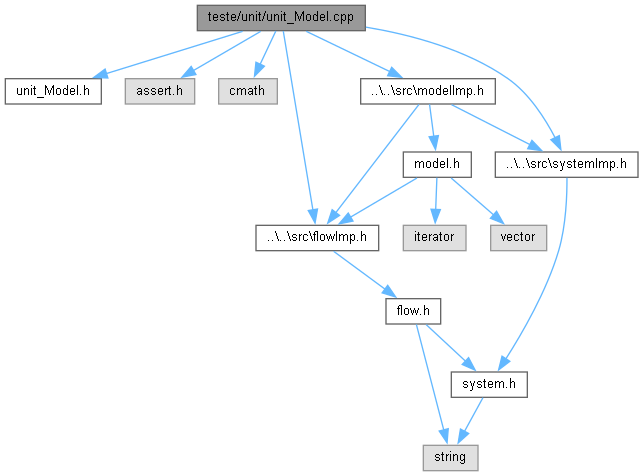 teste/unit/unit_Model.cpp
unit_Model.h
assert.h
cmath
..\..\src\modelImp.h
model.h
..\..\src\systemImp.h
..\..\src\flowImp.h
iterator
vector
flow.h
system.h
string